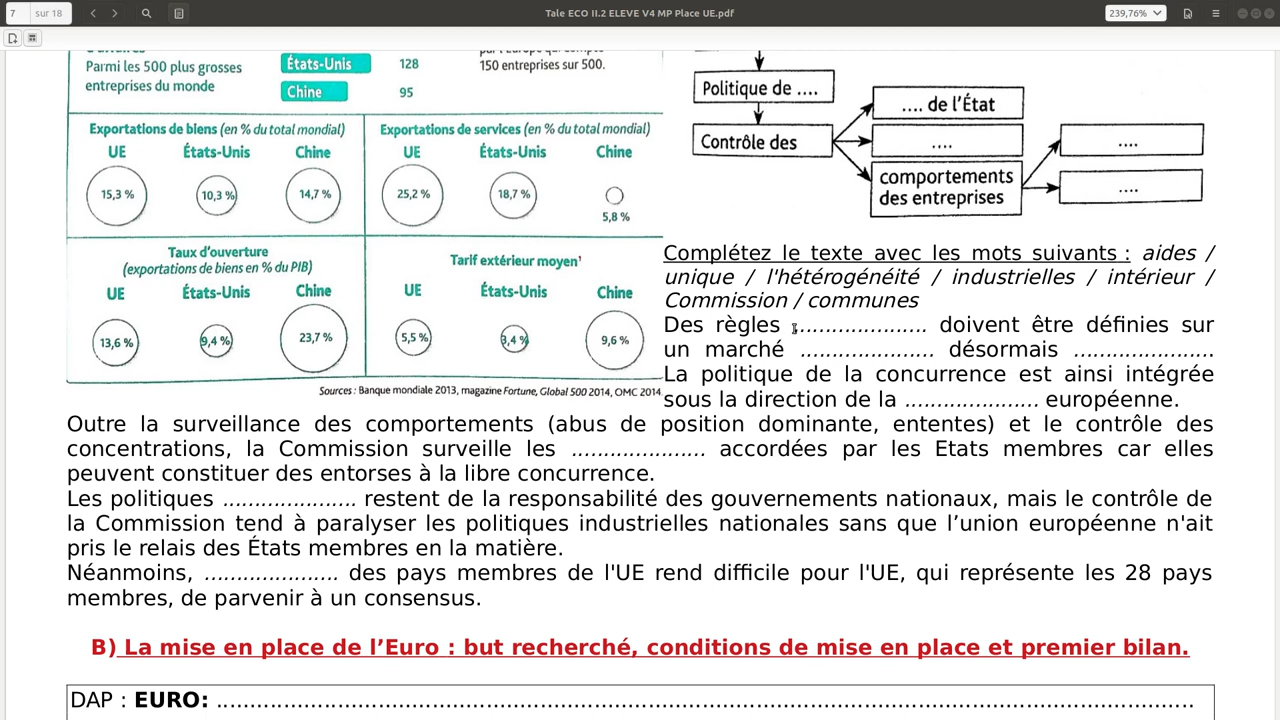 7 sur 18
Tale ECO II.2 ELEVE V4 MP Place UE.pdf
239,76%
d'affaires
Parmi les 500 plus grosses
entreprises du monde
États-Unis 128
Chine 95
par l'Europe qui compte
150 entreprises sur 500.
Exportations de biens (en % du total mondial)
UE États-Unis Chine
15,3 % 10,3 % 14,7 %
Exportations de services (en % du total mondial)
UE États-Unis Chine
25,2 % 18,7 %
5,8 %
Taux d'ouverture
(exportations de biens en % du PIB)
UE États-Unis Chine
13,6 % 9,4 % 23,7 %
Tarif extérieur moyen¹
UE États-Unis Chine
5,5 % 3,4 % 9,6 %
Sources : Banque mondiale 2013, magazine Fortune, Global 500 2014, OMC 2014
Politique de ....
Contrôle des
.... de l'État
....
comportements
des entreprises
....
....
Complétez le texte avec les mots suivants : aides /
unique / l'hétérogénéité / industrielles / intérieur /
Commission / communes
Des règles ..................... doivent être définies sur
un marché ..................... désormais ......................
La politique de la concurrence est ainsi intégrée
sous la direction de la ..................... européenne.
Outre la surveillance des comportements (abus de position dominante, ententes) et le contrôle des
concentrations, la Commission surveille les ..................... accordées par les Etats membres car elles
peuvent constituer des entorses à la libre concurrence.
Les politiques ..................... restent de la responsabilité des gouvernements nationaux, mais le contrôle de
la Commission tend à paralyser les politiques industrielles nationales sans que l’union européenne n'ait
pris le relais des États membres en la matière.
Néanmoins, ..................... des pays membres de l'UE rend difficile pour l'UE, qui représente les 28 pays
membres, de parvenir à un consensus.
B) La mise en place de l’Euro : but recherché, conditions de mise en place et premier bilan.
DAP : EURO: ....................................................................................................................